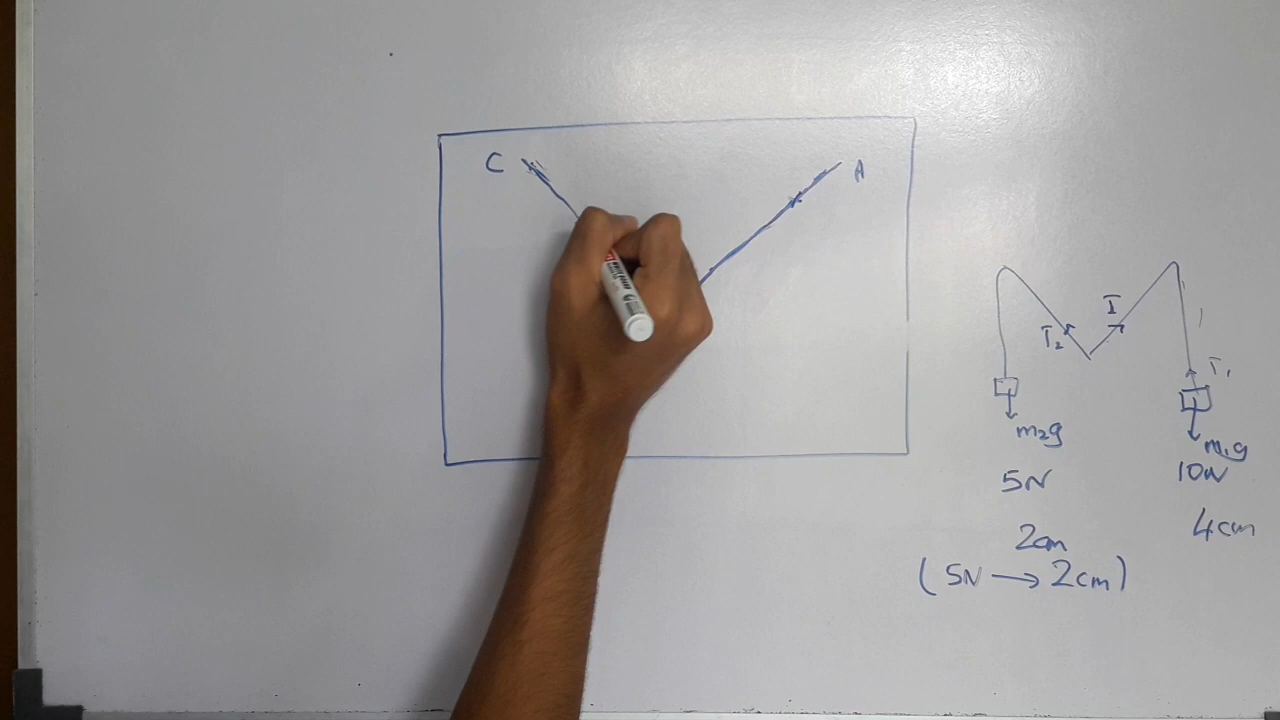 C
A
T₂
T₁
m₂g
m₁g
5N
10N
2cm
4cm
(5N → 2cm)